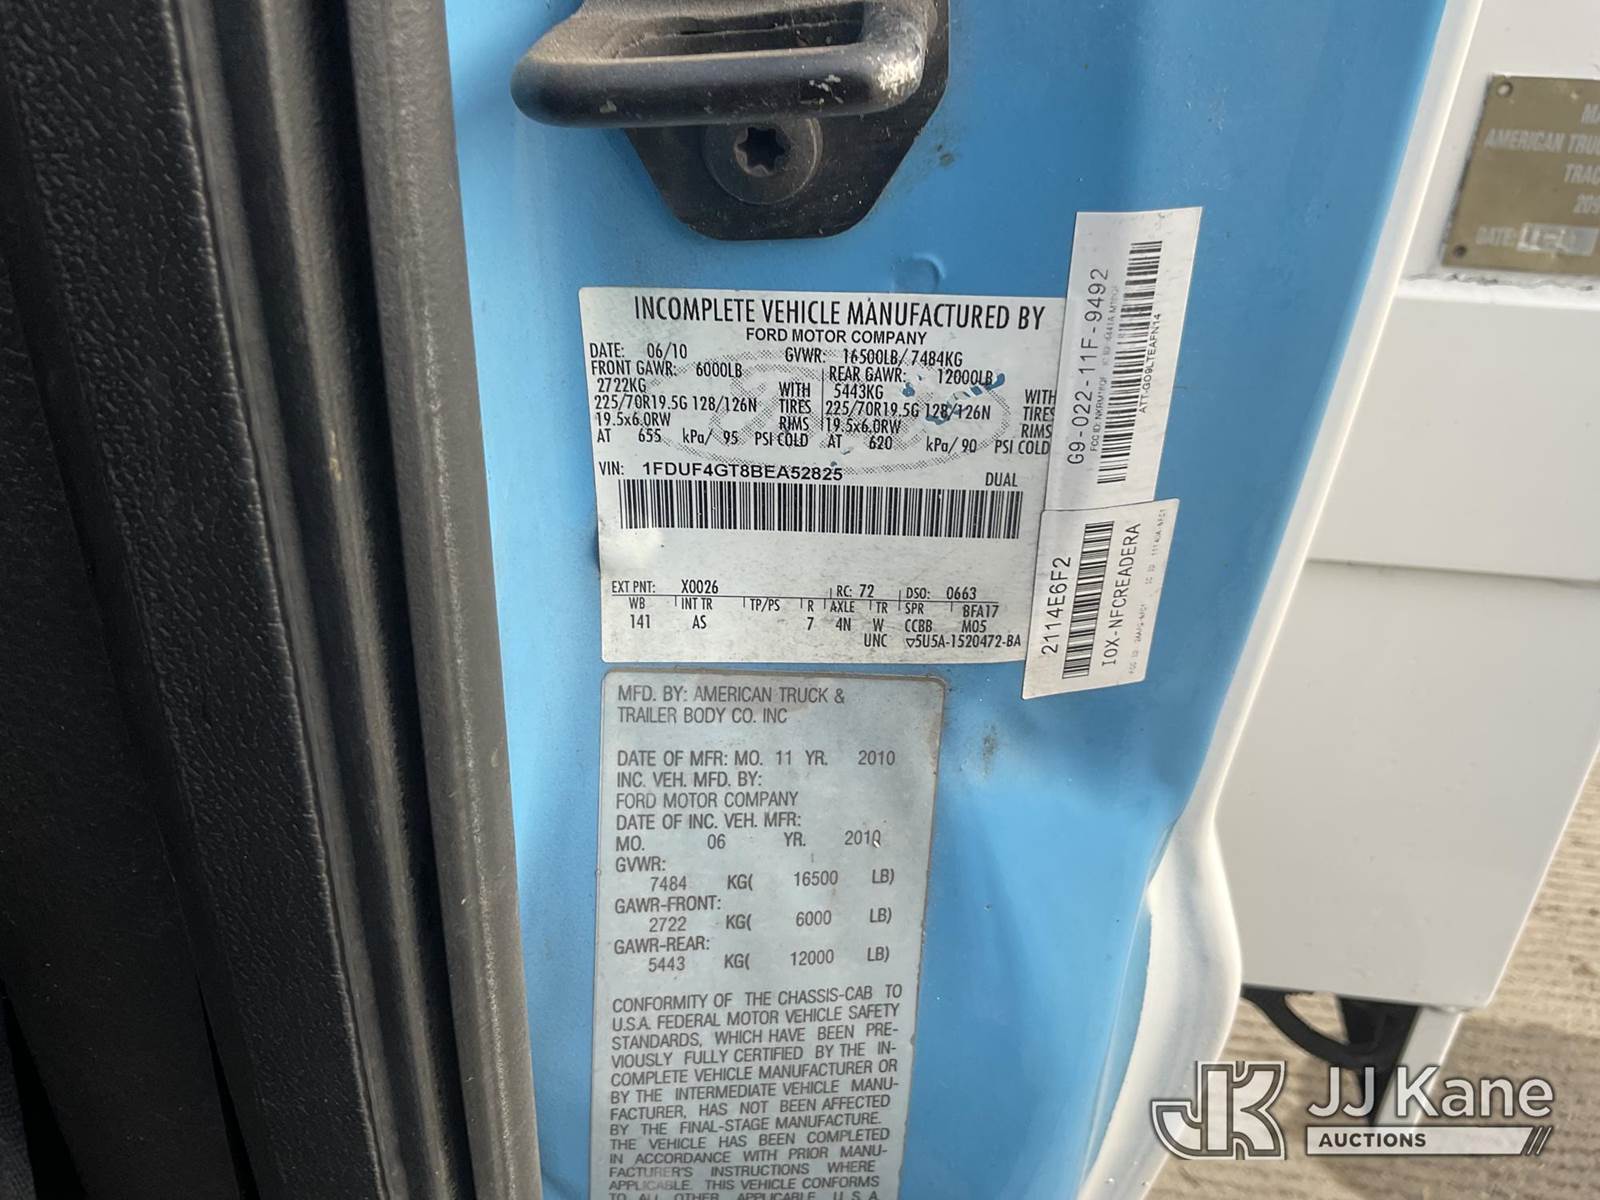 INCOMPLETE VEHICLE MANUFACTURED BY
FORD MOTOR COMPANY
DATE: 06/10 GVWR: 16500LB/ 7484KG
FRONT GAWR: 6000LB REAR GAWR: 12000LB
2722KG WITH 5443KG WITH
225/70R19.5G 128/126N TIRES 225/70R19.5G 128/126N TIRES
19.5x6.0RW RIMS 19.5x6.0RW RIMS
AT 655 kPa/ 95 PSI COLD AT 620 kPa/ 90 PSI COLD
VIN: 1FDUF4GT8BEA52825
DUAL
EXT PNT: X0026 RC: 72 DSO: 0663
WB INT TR TP/PS R AXLE TR SPR 8FA17
141 AS 7 4N W CCBB M05
UNC ▽5U5A-1520472-BA
G9-022-11F-9492
ATT-GO9LTEAFN14
2114E6F2
IOX-NFCREADERA
MFD. BY: AMERICAN TRUCK &
TRAILER BODY CO. INC
DATE OF MFR: MO. 11 YR. 2010
INC. VEH. MFD. BY:
FORD MOTOR COMPANY
DATE OF INC. VEH. MFR:
MO. 06 YR. 2010
GVWR:
7484 KG( 16500 LB)
GAWR-FRONT:
2722 KG( 6000 LB)
GAWR-REAR:
5443 KG( 12000 LB)
CONFORMITY OF THE CHASSIS-CAB TO
U.S.A. FEDERAL MOTOR VEHICLE SAFETY
STANDARDS, WHICH HAVE BEEN PRE-
VIOUSLY FULLY CERTIFIED BY THE IN-
COMPLETE VEHICLE MANUFACTURER OR
BY THE INTERMEDIATE VEHICLE MANU-
FACTURER, HAS NOT BEEN AFFECTED
BY THE FINAL-STAGE MANUFACTURE.
THE VEHICLE HAS BEEN COMPLETED
IN ACCORDANCE WITH PRIOR MANU-
FACTURER'S INSTRUCTIONS WHERE
APPLICABLE. THIS VEHICLE CONFORMS
TO ALL OTHER APPLICABLE U.S.A.
AMERICAN
DATE:
JK JJ Kane
AUCTIONS